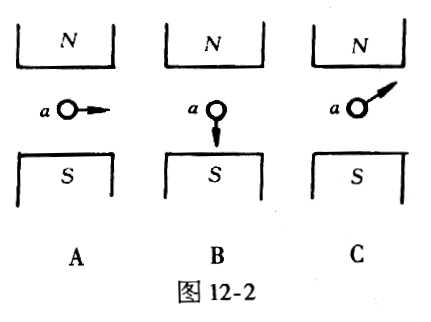 N N N
a a a
S S S
A B C
图 12-2